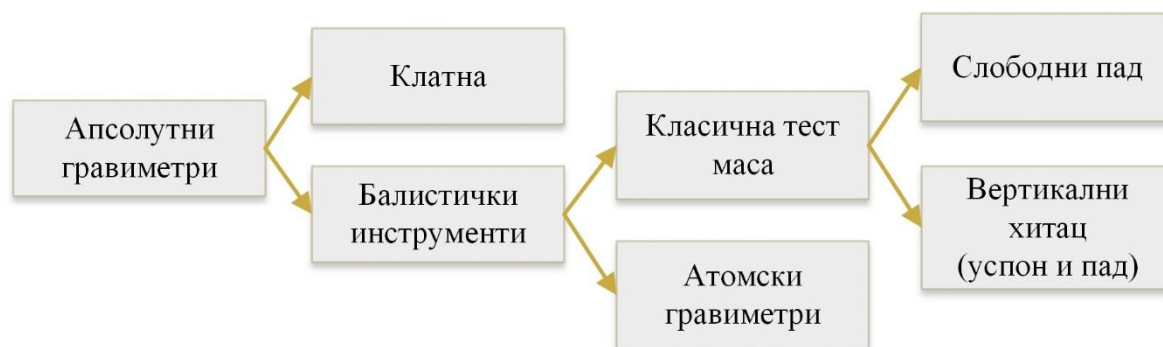 Апсолутни
гравиметри
Клатна
Балистички
инструменти
Класична тест
маса
Атомски
гравиметри
Слободни пад
Вертикални
хитац
(успон и пад)